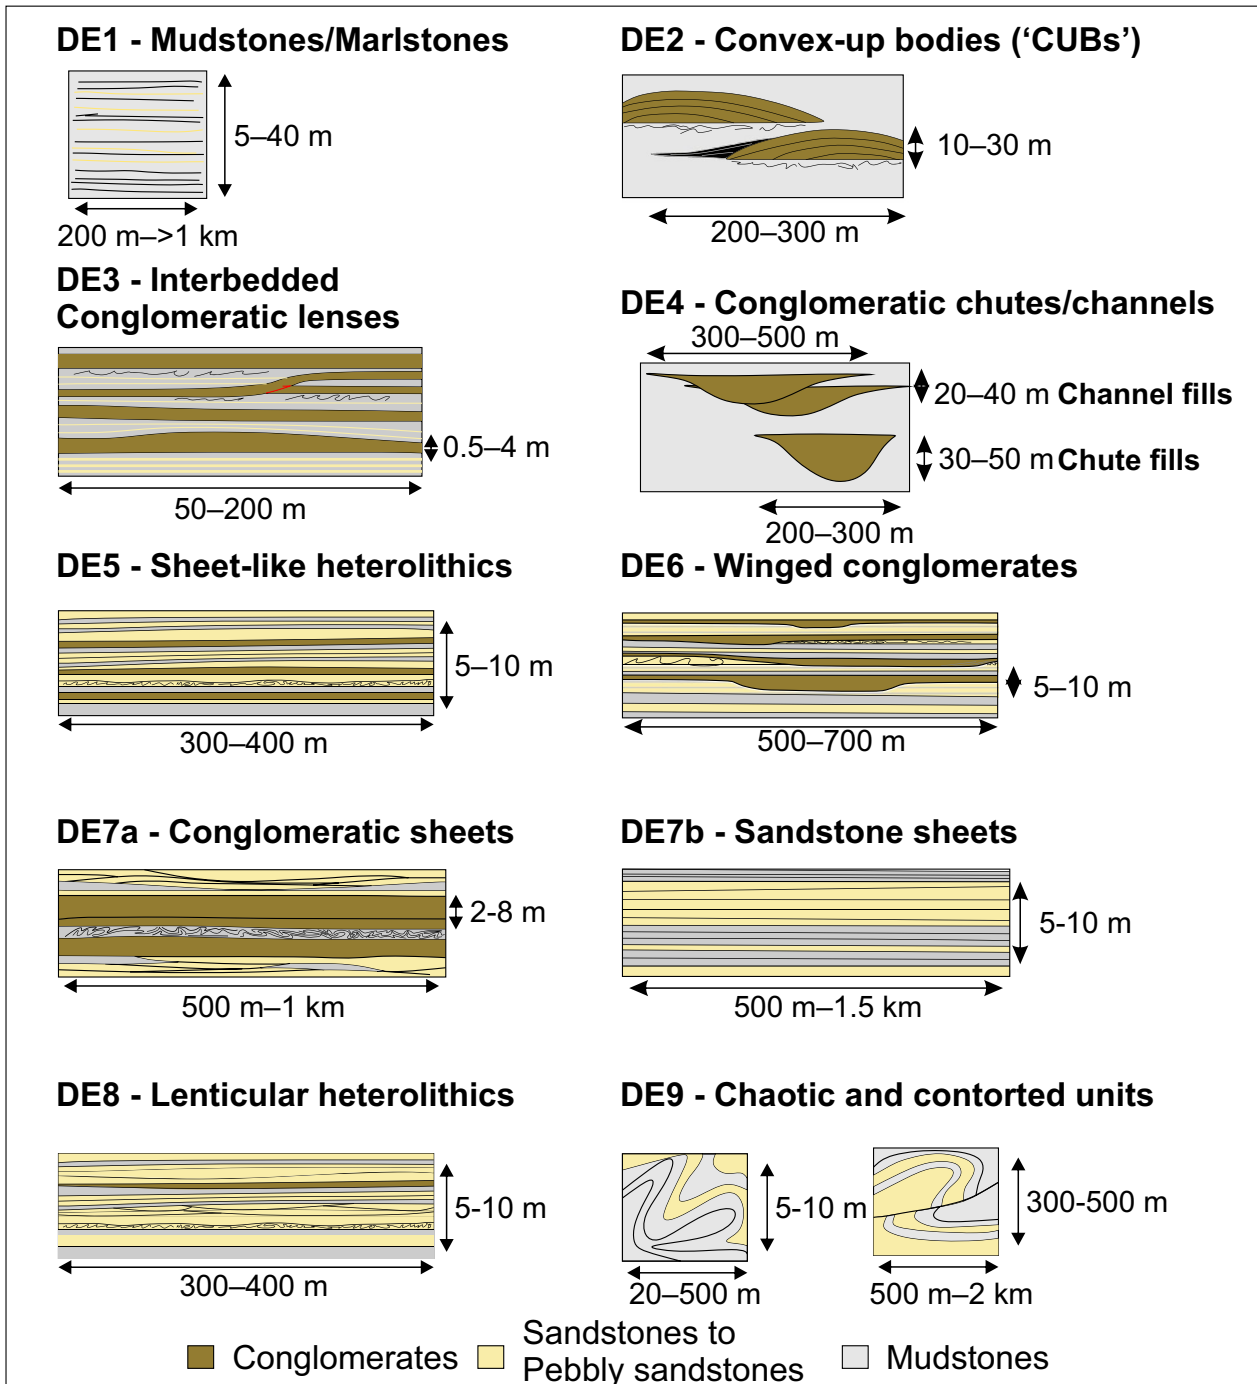 DE1 - Mudstones/Marlstones
5–40 m
200 m–>1 km
DE2 - Convex-up bodies (‘CUBs’)
10–30 m
200–300 m
DE3 - Interbedded
Conglomeratic lenses
0.5–4 m
50–200 m
DE4 - Conglomeratic chutes/channels
300–500 m
20–40 m Channel fills
30–50 m Chute fills
200–300 m
DE5 - Sheet-like heterolithics
5–10 m
300–400 m
DE6 - Winged conglomerates
5–10 m
500–700 m
DE7a - Conglomeratic sheets
2-8 m
500 m–1 km
DE7b - Sandstone sheets
5-10 m
500 m–1.5 km
DE8 - Lenticular heterolithics
5-10 m
300–400 m
DE9 - Chaotic and contorted units
5-10 m
20–500 m
300-500 m
500 m–2 km
Conglomerates
Sandstones to
Pebbly sandstones
Mudstones